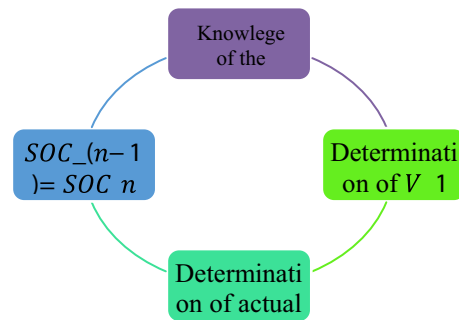 Knowlege
of the
Determinati
on of 𝑉 1
Determinati
on of actual
𝑆𝑂𝐶_(𝑛−1
)= 𝑆𝑂𝐶 𝑛